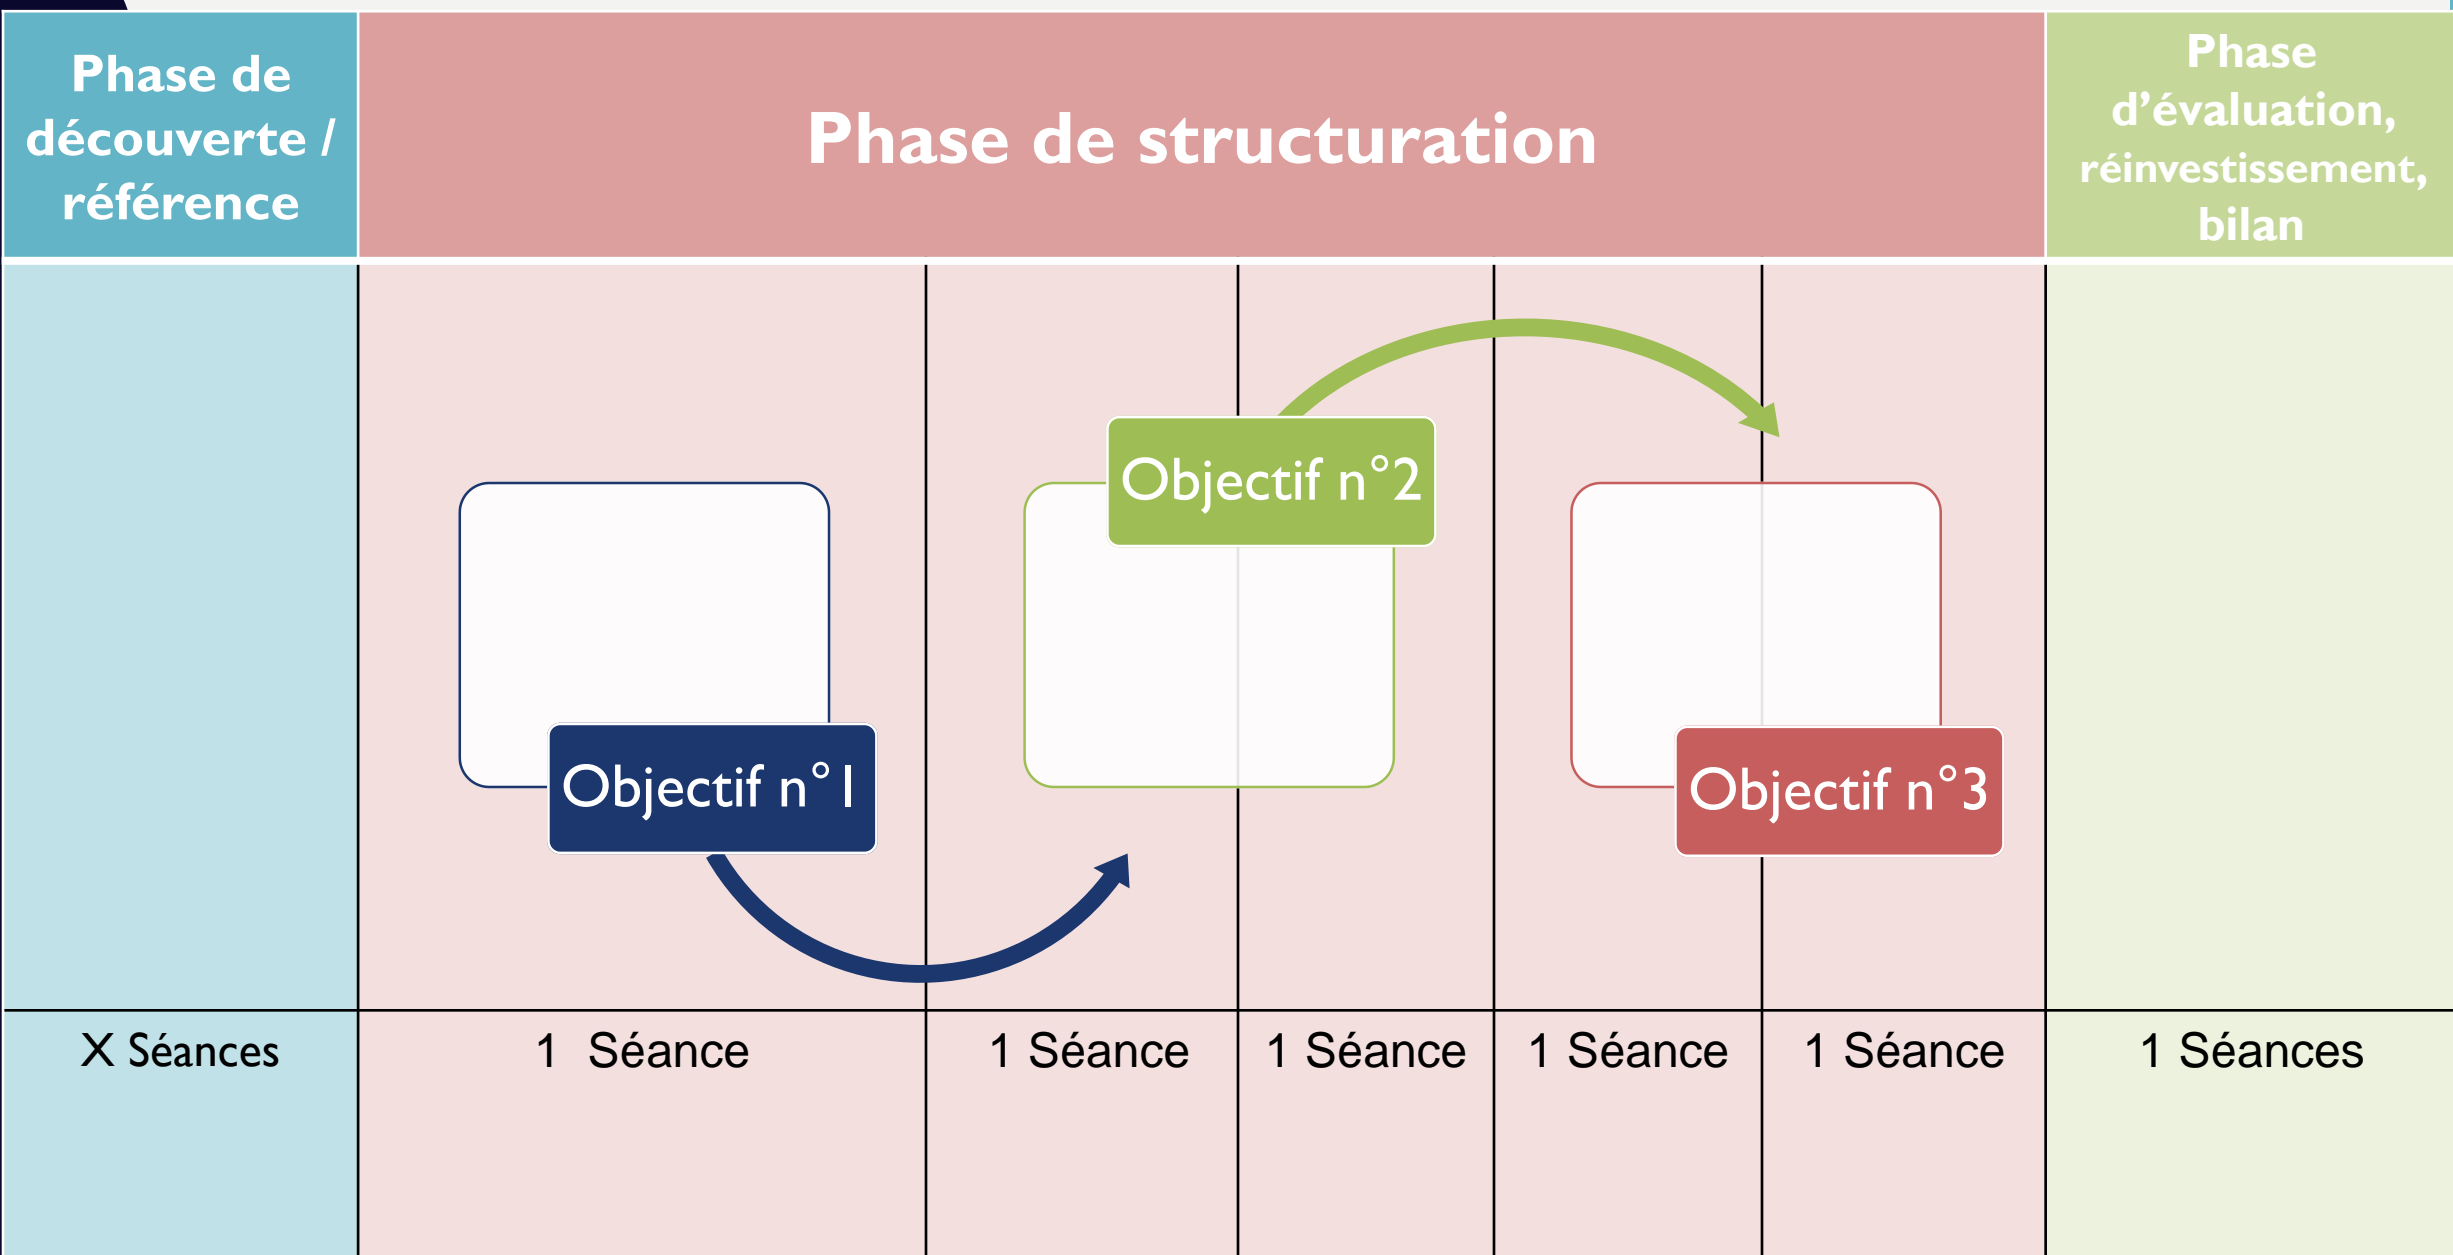 Phase de
découverte /
référence
Phase de structuration
Phase
d’évaluation,
réinvestissement,
bilan
Objectif n°1
Objectif n°2
Objectif n°3
X Séances
1  Séance
1 Séance
1 Séance
1 Séance
1 Séance
1 Séances